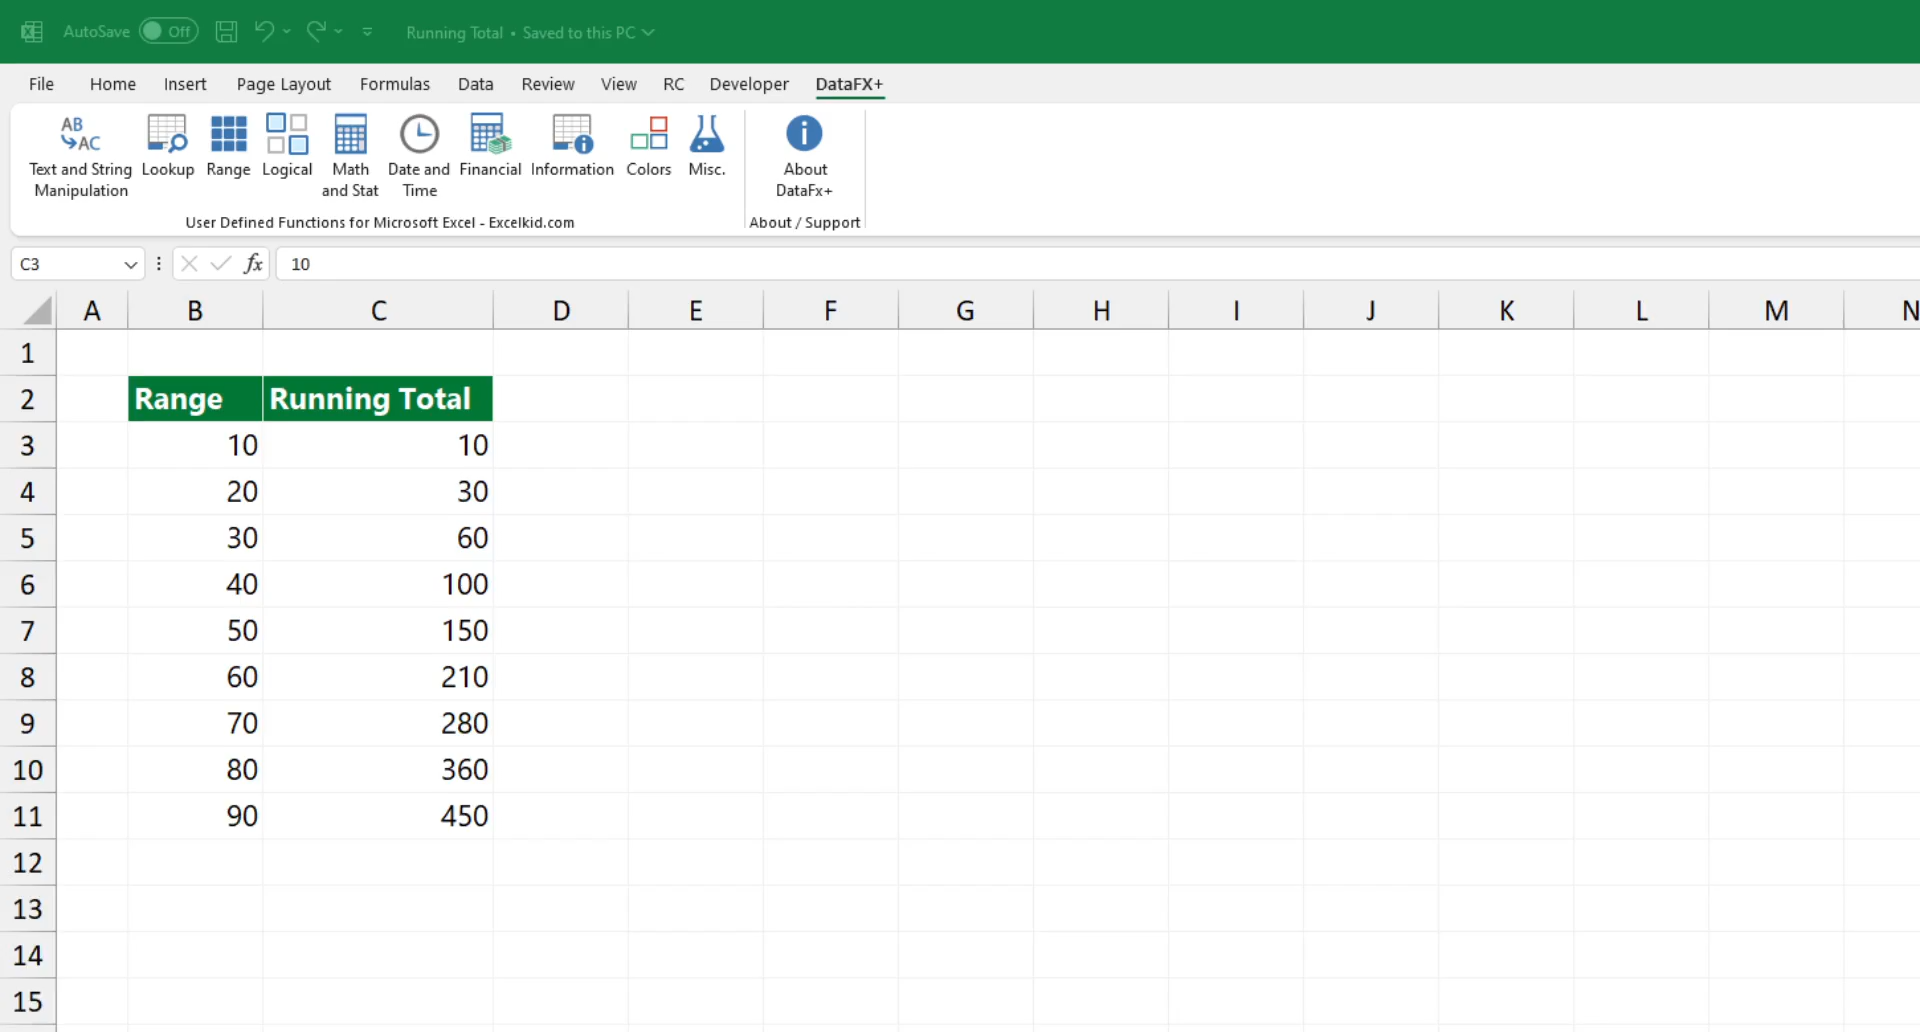 AutoSave Off Running Total • Saved to this PC
File Home Insert Page Layout Formulas Data Review View RC Developer DataFX+
AB
AC
Text and String Manipulation Lookup Range Logical Math and Stat Date and Time Financial Information Colors Misc. About DataFx+
User Defined Functions for Microsoft Excel - Excelkid.com About / Support
C3 fx 10
A B C D E F G H I J K L M N
1
2 Range Running Total
3 10 10
4 20 30
5 30 60
6 40 100
7 50 150
8 60 210
9 70 280
10 80 360
11 90 450
12
13
14
15